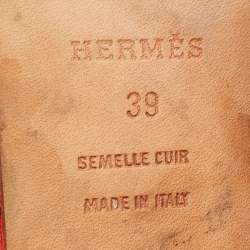 HERMÈS
39
SEMELLE CUIR
MADE IN ITALY